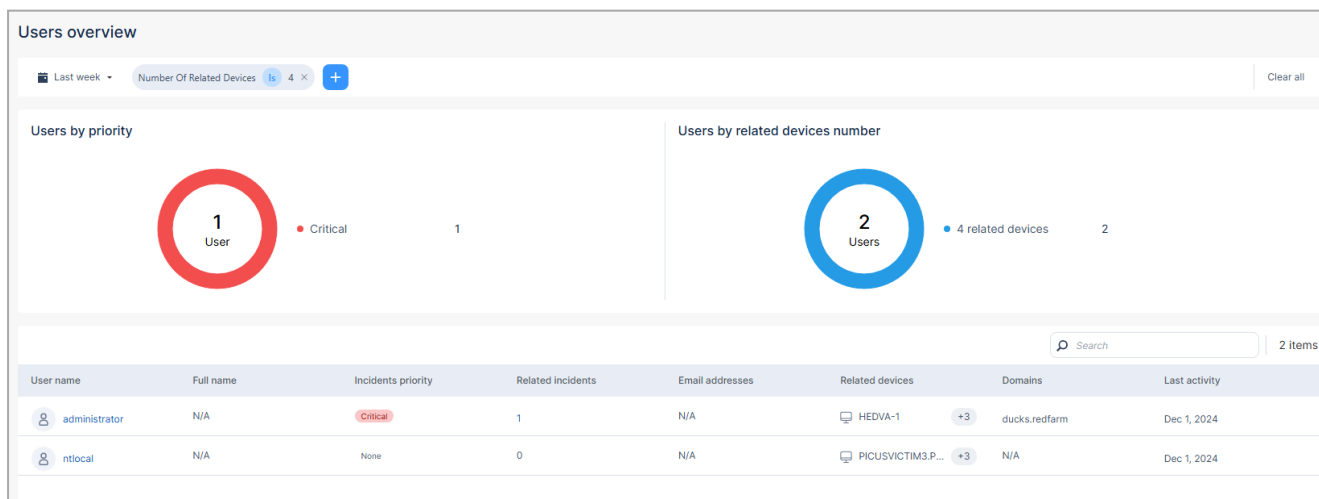 Users overview
Last week Number Of Related Devices Is 4 × + Clear all
Users by priority
1
User
Critical 1
Users by related devices number
2
Users
4 related devices 2
Search 2 items
User name Full name Incidents priority Related incidents Email addresses Related devices Domains Last activity
administrator N/A Critical 1 N/A HEDVA-1 +3 ducks.redfarm Dec 1, 2024
ntlocal N/A None 0 N/A PICUSVICTIM3.P... +3 N/A Dec 1, 2024